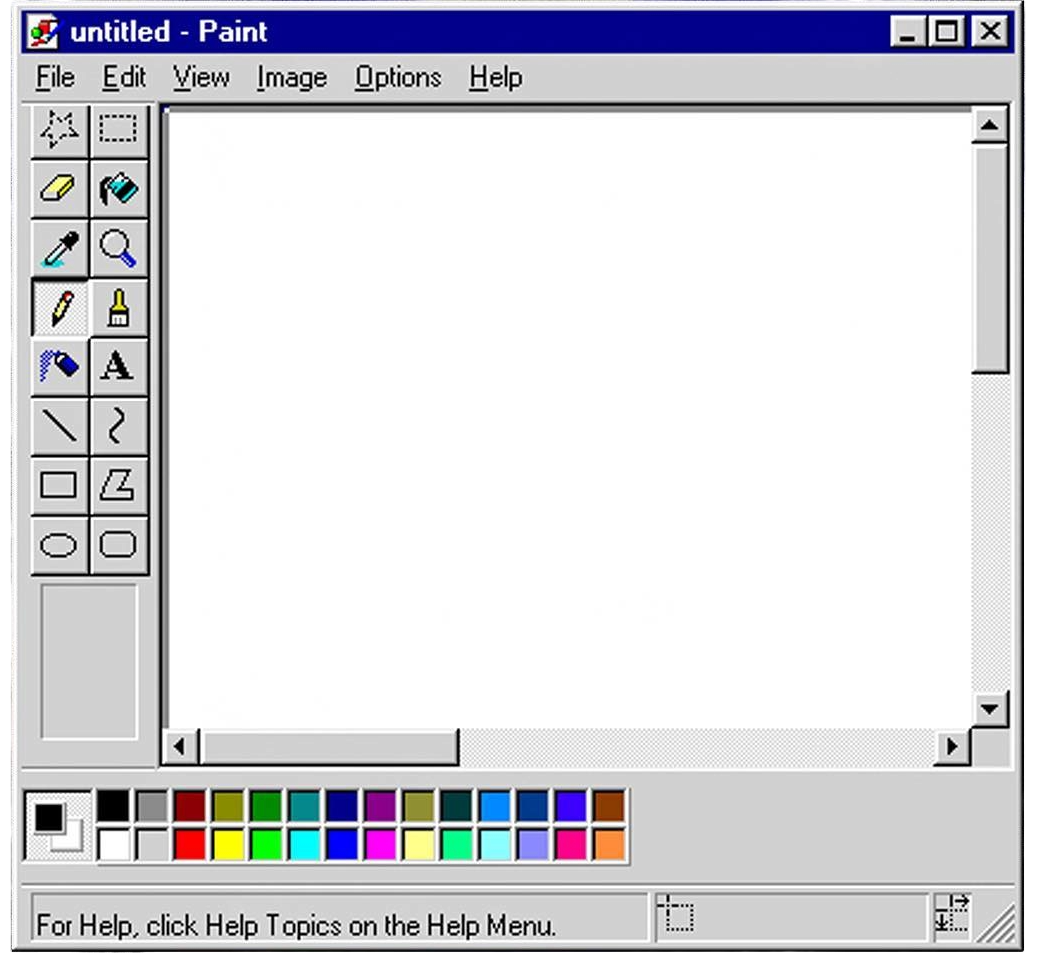 untitled - Paint
File Edit View Image Options Help
A
For Help, click Help Topics on the Help Menu.